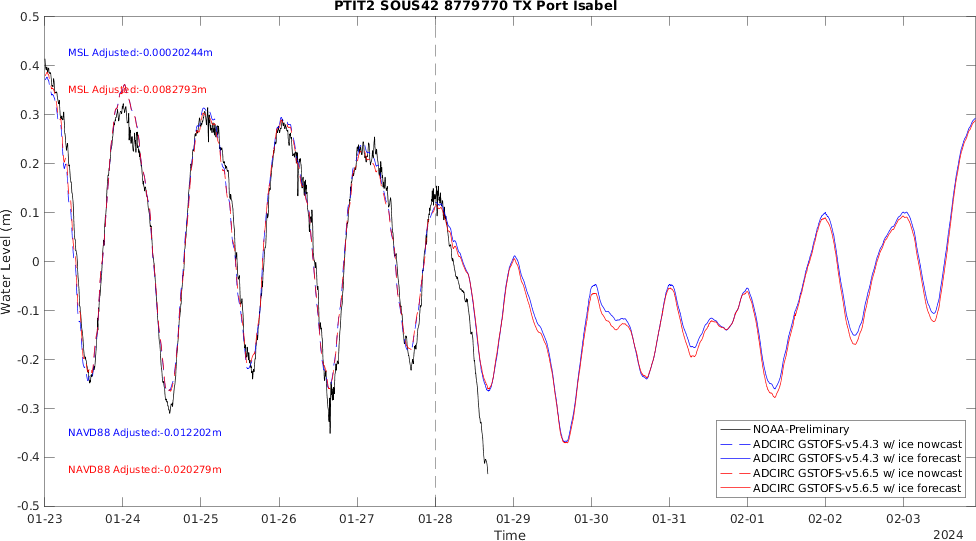 PTIT2 SOUS42 8779770 TX Port Isabel
0.5
MSL Adjusted:-0.00020244m
0.4
MSL Adjusted:-0.0082793m
0.3
0.2
0.1
Water Level (m)
0
-0.1
-0.2
-0.3
NAVD88 Adjusted:-0.012202m
NOAA-Preliminary
ADCIRC GSTOFS-v5.4.3 w/ ice nowcast
-0.4
ADCIRC GSTOFS-v5.4.3 w/ ice forecast
NAVD88 Adjusted:-0.020279m
ADCIRC GSTOFS-v5.6.5 w/ ice nowcast
ADCIRC GSTOFS-v5.6.5 w/ ice forecast
-0.5
01-23 01-24 01-25 01-26 01-27 01-28 01-29 01-30 01-31 02-01 02-02 02-03
Time
2024